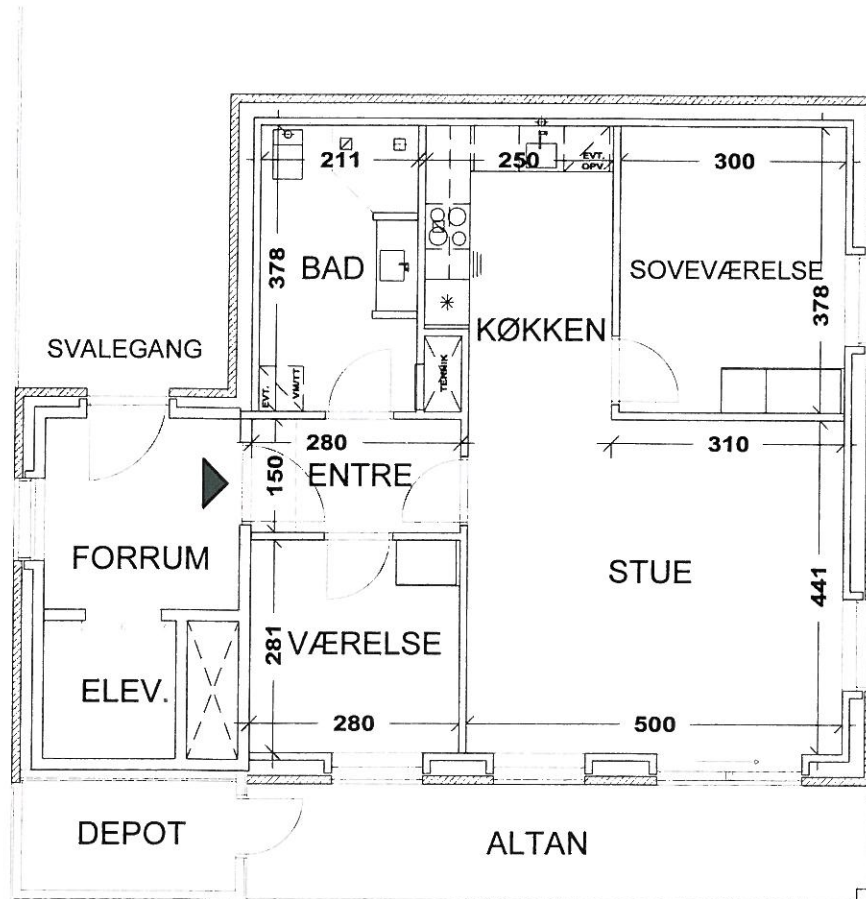 211
250
EVT.
OPV.
300
378
BAD
SOVEVÆRELSE
378
KØKKEN
SVALEGANG
TEKNIK
EVT.
VM/TT
280
310
150
ENTRE
FORRUM
STUE
441
281
VÆRELSE
ELEV.
280
500
DEPOT
ALTAN